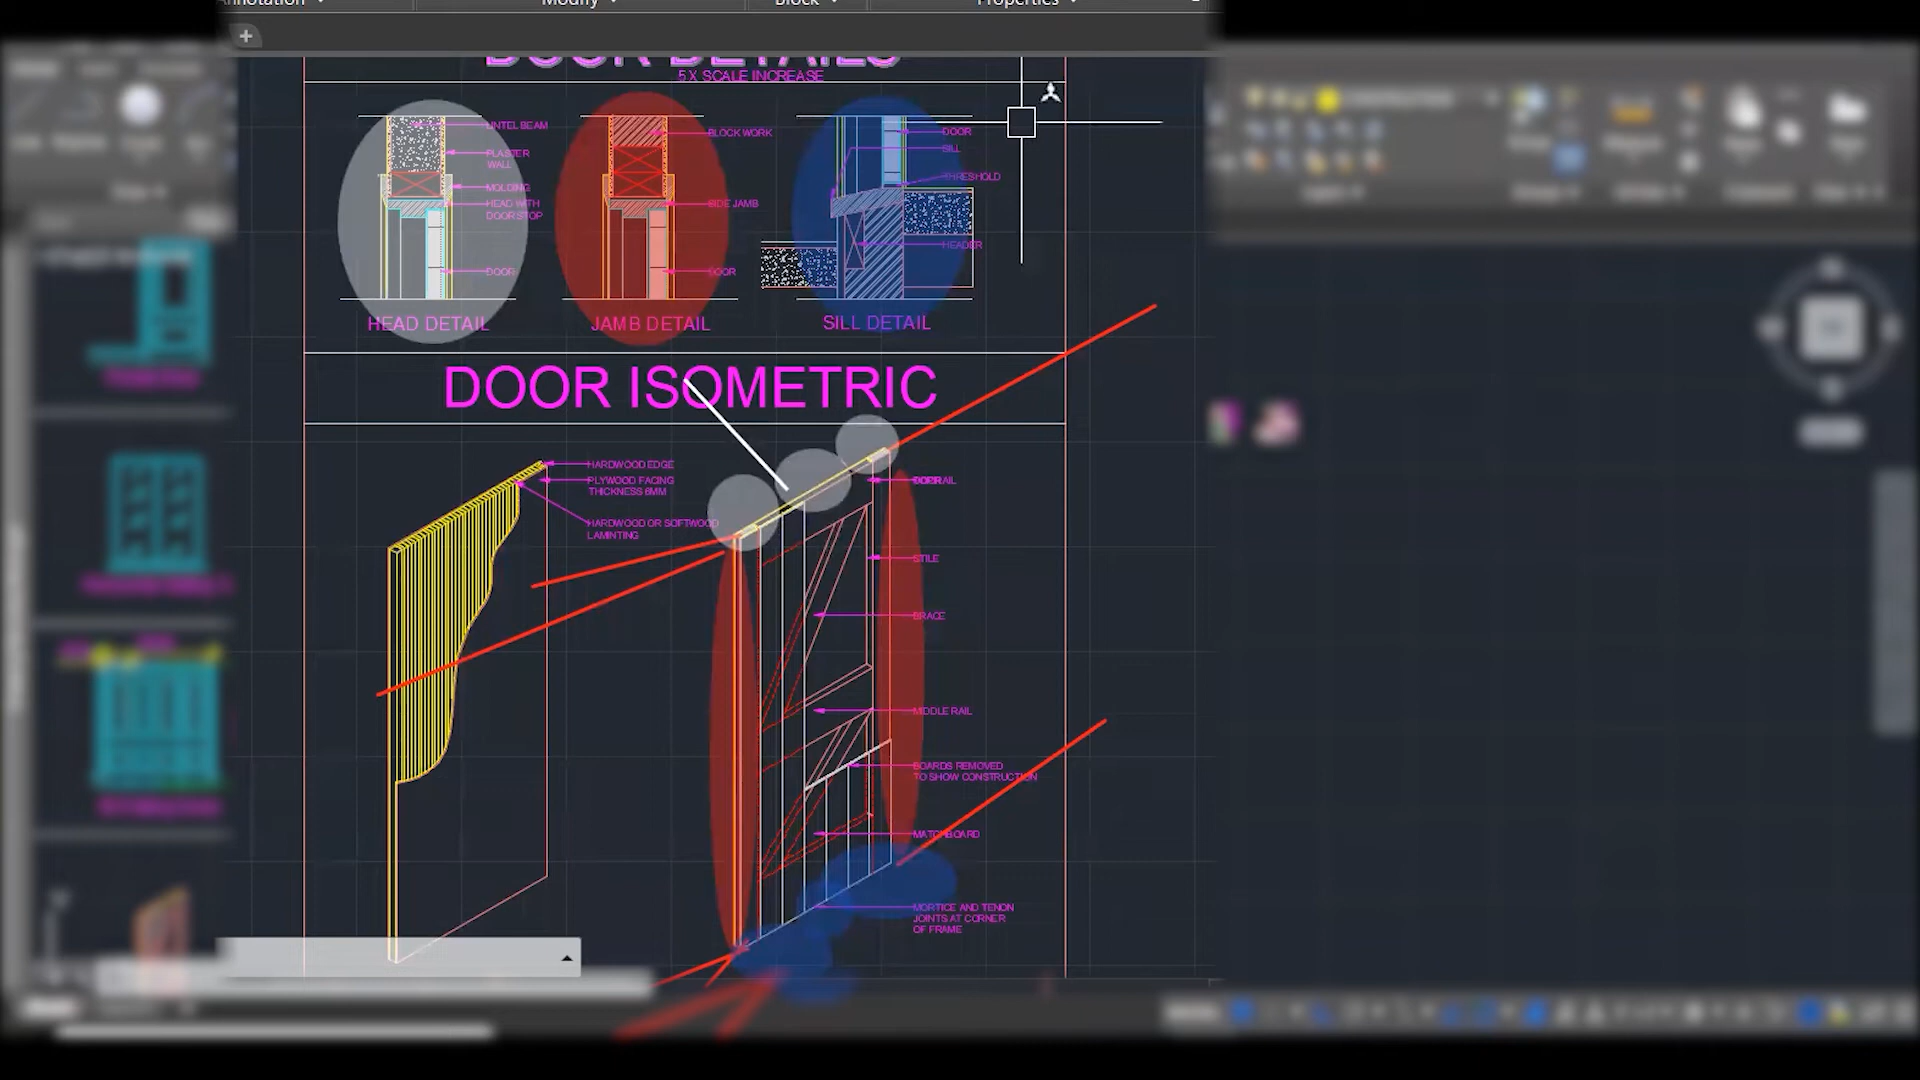 Modify
Block
Properties
DOOR DETAILS
5 X SCALE INCREASE
LINTEL BEAM
PLASTER
WALL
MOLDING
HEAD WITH
DOOR STOP
DOOR
HEAD DETAIL
BLOCK WORK
SIDE JAMB
DOOR
JAMB DETAIL
DOOR
SILL
THRESHOLD
HEADER
SILL DETAIL
DOOR ISOMETRIC
HARDWOOD EDGE
PLYWOOD FACING
THICKNESS 6MM
HARDWOOD OR SOFTWOOD
LAMINTING
STILE
BRACE
MIDDLE RAIL
BOARDS REMOVED
TO SHOW CONSTRUCTION
MATCHBOARD
MORTICE AND TENON
JOINTS AT CORNER
OF FRAME